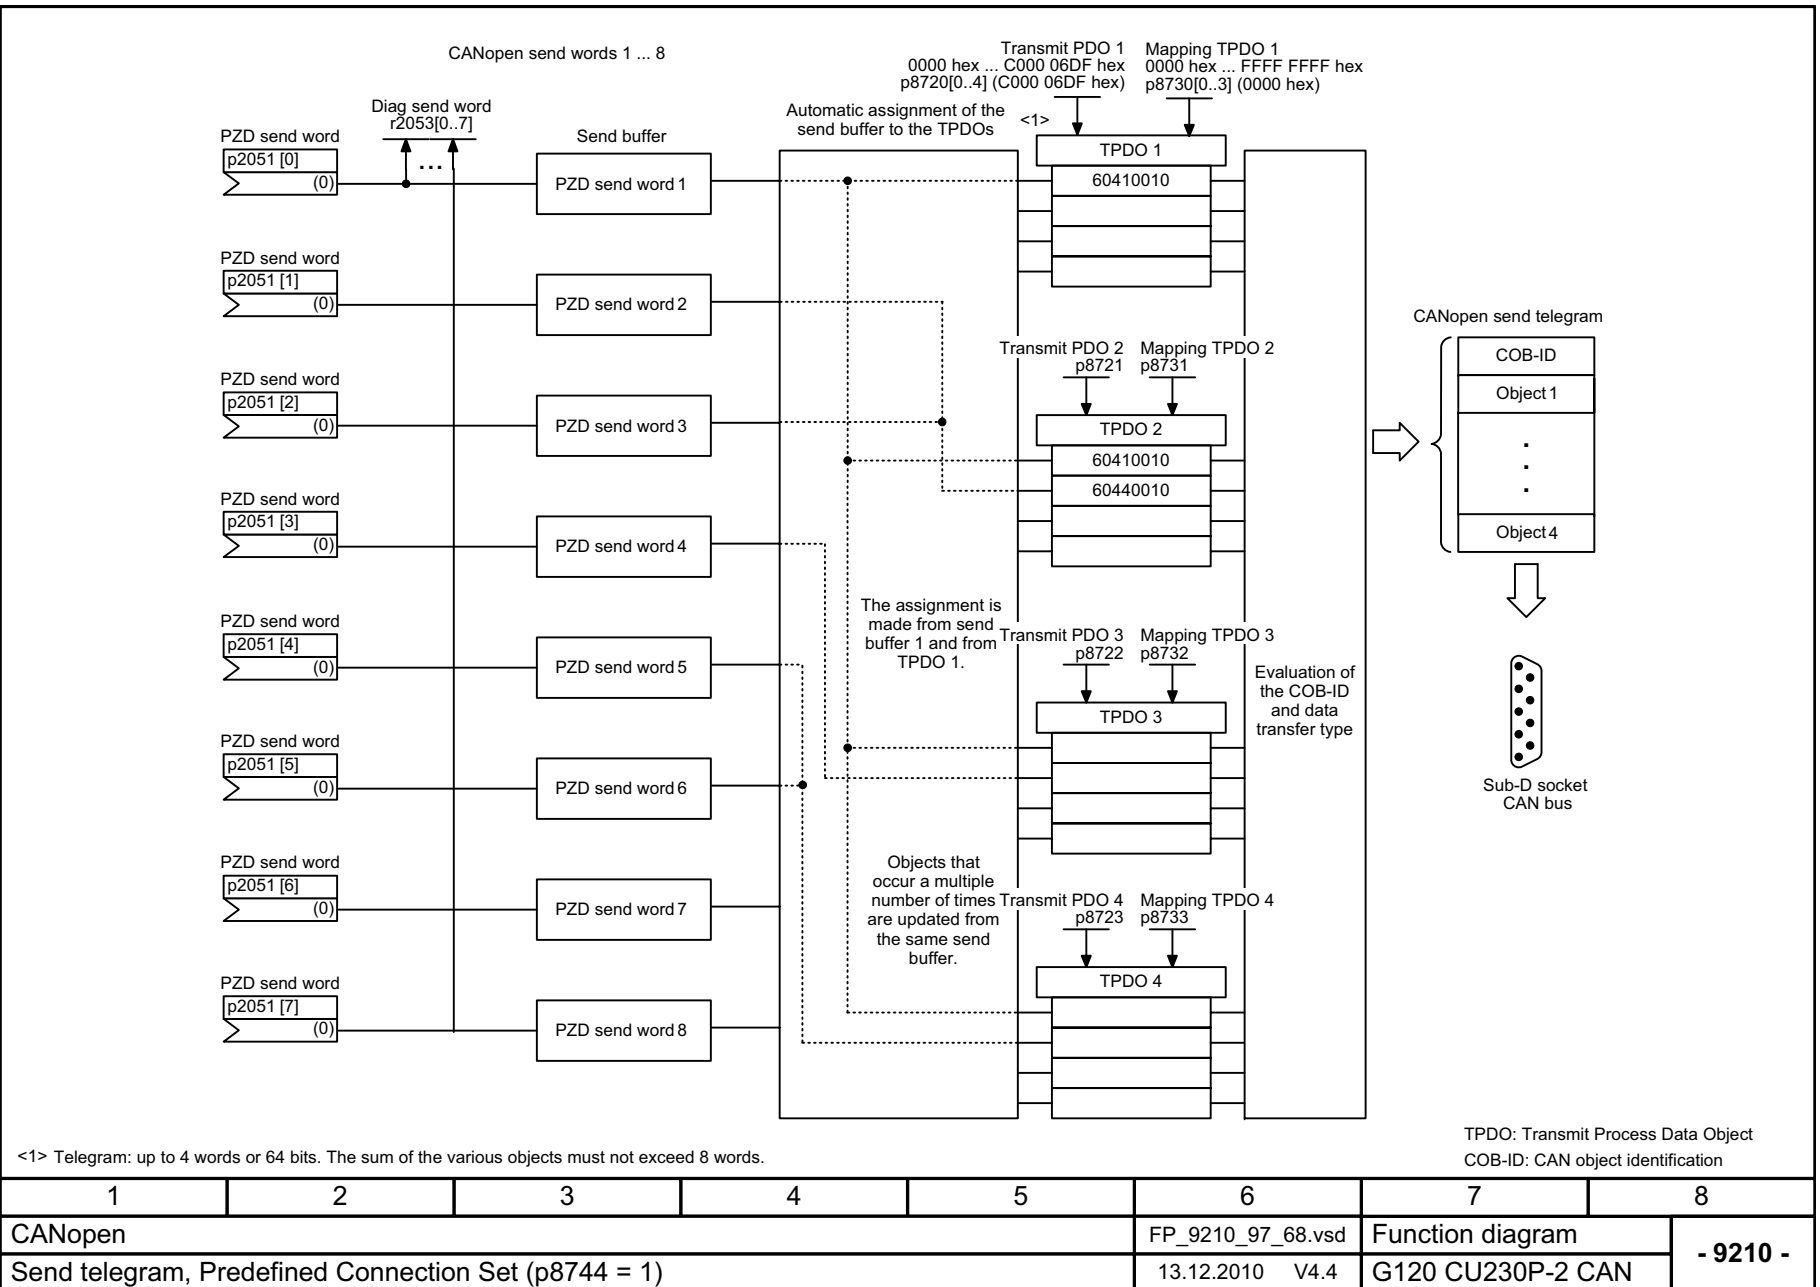 CANopen send words 1 ... 8
Transmit PDO 1
0000 hex ... C000 06DF hex
p8720[0..4] (C000 06DF hex)
Mapping TPDO 1
0000 hex ... FFFF FFFF hex
p8730[0..3] (0000 hex)
Diag send word
r2053[0..7]
...
Send buffer
Automatic assignment of the
send buffer to the TPDOs
<1>
PZD send word
p2051 [0]
(0)
PZD send word 1
TPDO 1
60410010
PZD send word
p2051 [1]
(0)
PZD send word 2
Transmit PDO 2
p8721
Mapping TPDO 2
p8731
PZD send word
p2051 [2]
(0)
PZD send word 3
TPDO 2
60410010
60440010
PZD send word
p2051 [3]
(0)
PZD send word 4
The assignment is
made from send
buffer 1 and from
TPDO 1.
PZD send word
p2051 [4]
(0)
PZD send word 5
Transmit PDO 3
p8722
Mapping TPDO 3
p8732
TPDO 3
Evaluation of
the COB-ID
and data
transfer type
PZD send word
p2051 [5]
(0)
PZD send word 6
PZD send word
p2051 [6]
(0)
PZD send word 7
Objects that
occur a multiple
number of times
are updated from
the same send
buffer.
Transmit PDO 4
p8723
Mapping TPDO 4
p8733
PZD send word
p2051 [7]
(0)
PZD send word 8
TPDO 4
CANopen send telegram
COB-ID
Object 1
.
.
.
Object 4
Sub-D socket
CAN bus
TPDO: Transmit Process Data Object
COB-ID: CAN object identification
<1> Telegram: up to 4 words or 64 bits. The sum of the various objects must not exceed 8 words.
1 2 3 4 5 6 7 8
CANopen
FP_9210_97_68.vsd
Function diagram
- 9210 -
Send telegram, Predefined Connection Set (p8744 = 1)
13.12.2010 V4.4
G120 CU230P-2 CAN